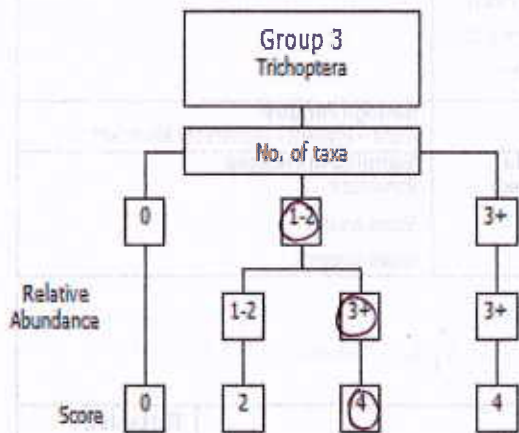 Group 3
Trichoptera
No. of taxa
0 1-2 3+
Relative
Abundance
1-2 3+ 3+
Score 0 2 4 4